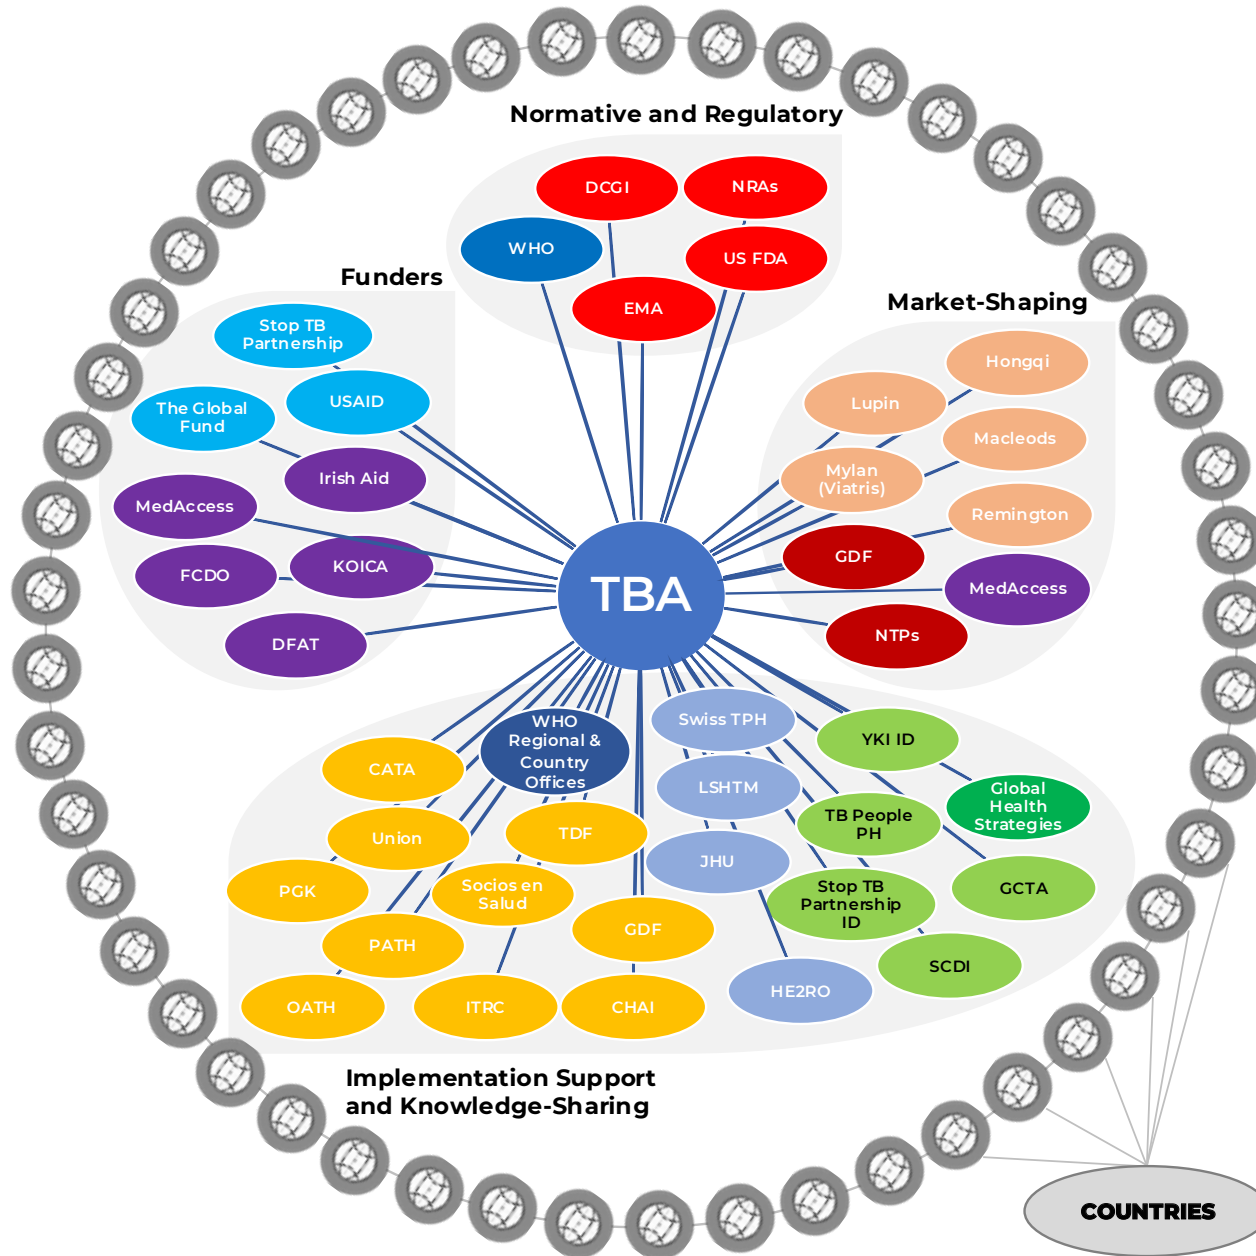 Normative and Regulatory
DCGI
NRAs
WHO
US FDA
EMA
Funders
Stop TB
Partnership
USAID
The Global
Fund
Irish Aid
MedAccess
KOICA
FCDO
DFAT
Market-Shaping
Hongqi
Lupin
Macleods
Mylan
(Viatris)
Remington
GDF
MedAccess
NTPs
TBA
WHO
Regional &
Country
Offices
CATA
Union
TDF
PGK
Socios en
Salud
PATH
GDF
OATH
ITRC
CHAI
Swiss TPH
LSHTM
JHU
HE2RO
YKI ID
Global
Health
Strategies
TB People
PH
GCTA
Stop TB
Partnership
ID
SCDI
Implementation Support
and Knowledge-Sharing
COUNTRIES